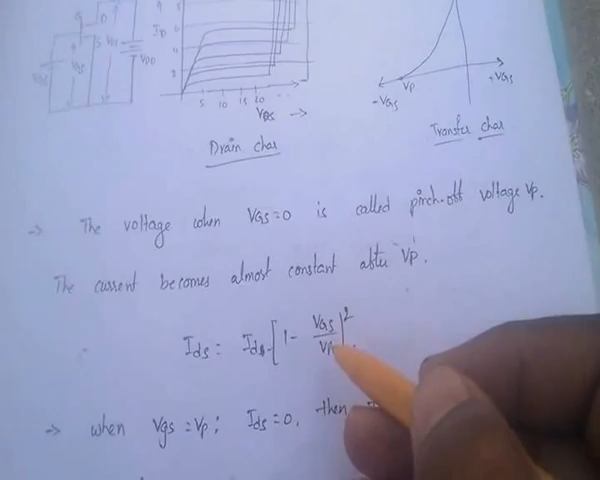 ID
VDD
5 10 15 20 ...
VDS →
-VGS
VP
+VGS
Drain char
Transfer char
→ The voltage when VGS=0 is called pinch-off voltage Vp.
The current becomes almost constant after 'Vp'.
Ids = Ids [1- VGS/Vp]²
→ when Vgs = Vp; Ids=0, then